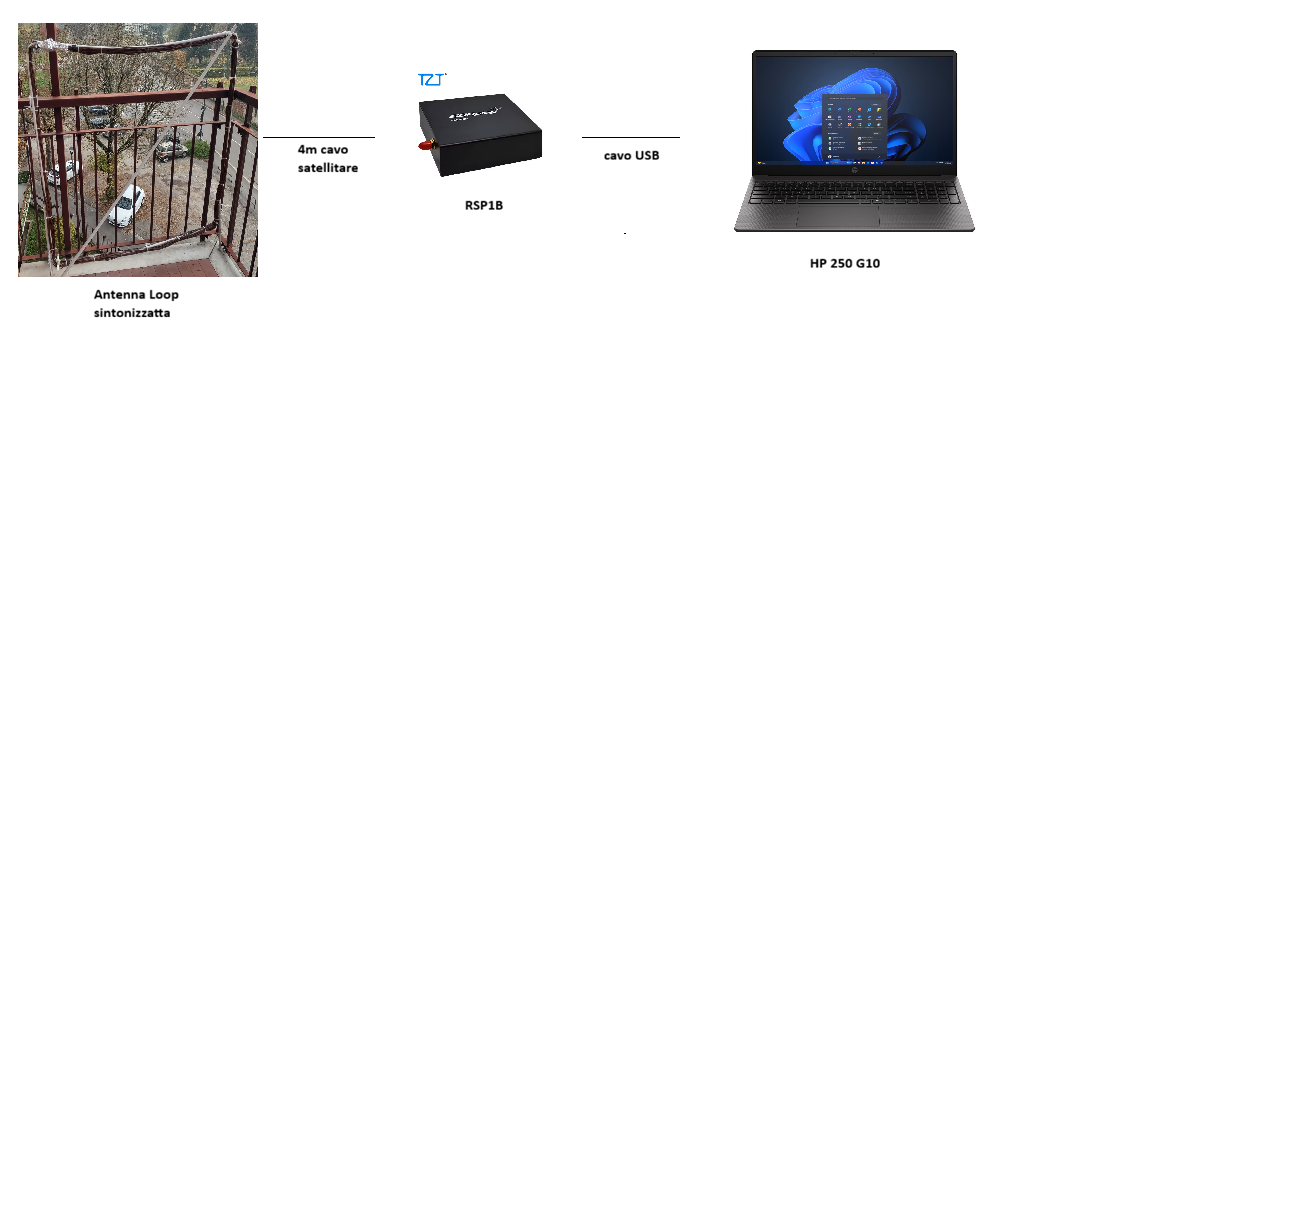 TZT
4m cavo
satellitare
cavo USB
RSP1B
HP 250 G10
Antenna Loop
sintonizzatta